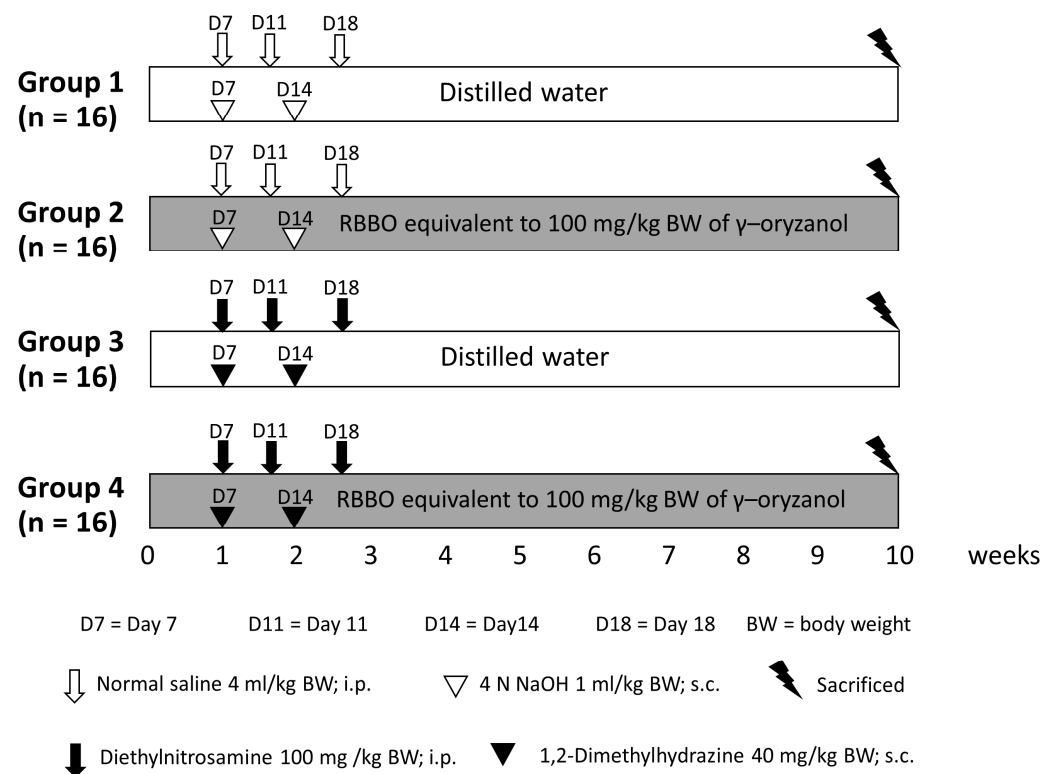 D7 D11 D18
Group 1
(n = 16)
D7 D14
Distilled water
D7 D11 D18
Group 2
(n = 16)
D7 D14
RBBO equivalent to 100 mg/kg BW of γ–oryzanol
D7 D11 D18
Group 3
(n = 16)
D7 D14
Distilled water
D7 D11 D18
Group 4
(n = 16)
D7 D14
RBBO equivalent to 100 mg/kg BW of γ–oryzanol
0 1 2 3 4 5 6 7 8 9 10 weeks
D7 = Day 7 D11 = Day 11 D14 = Day14 D18 = Day 18 BW = body weight
Normal saline 4 ml/kg BW; i.p. 4 N NaOH 1 ml/kg BW; s.c. Sacrificed
Diethylnitrosamine 100 mg /kg BW; i.p. 1,2-Dimethylhydrazine 40 mg/kg BW; s.c.